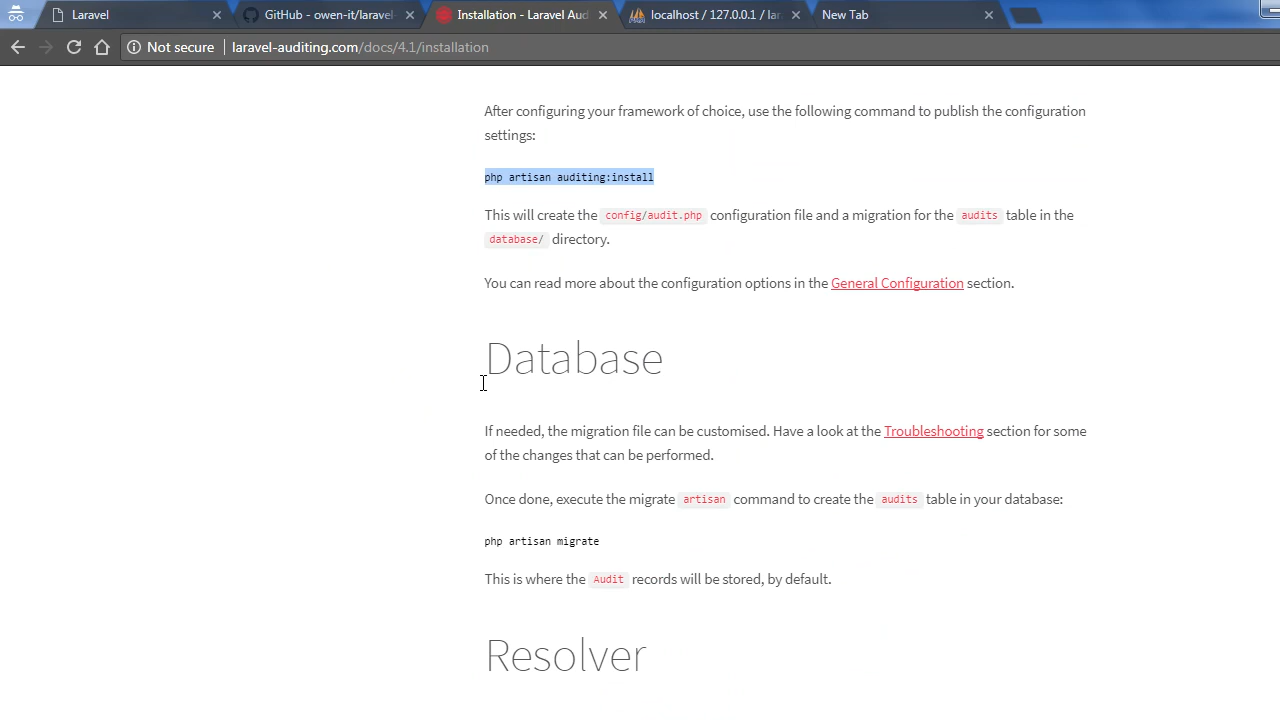 Laravel
GitHub - owen-it/laravel-
Installation - Laravel Aud
localhost / 127.0.0.1 / lar
New Tab
Not secure
laravel-auditing.com/docs/4.1/installation
After configuring your framework of choice, use the following command to publish the configuration
settings:
php artisan auditing:install
This will create the config/audit.php configuration file and a migration for the audits table in the
database/ directory.
You can read more about the configuration options in the General Configuration section.
Database
If needed, the migration file can be customised. Have a look at the Troubleshooting section for some
of the changes that can be performed.
Once done, execute the migrate artisan command to create the audits table in your database:
php artisan migrate
This is where the Audit records will be stored, by default.
Resolver